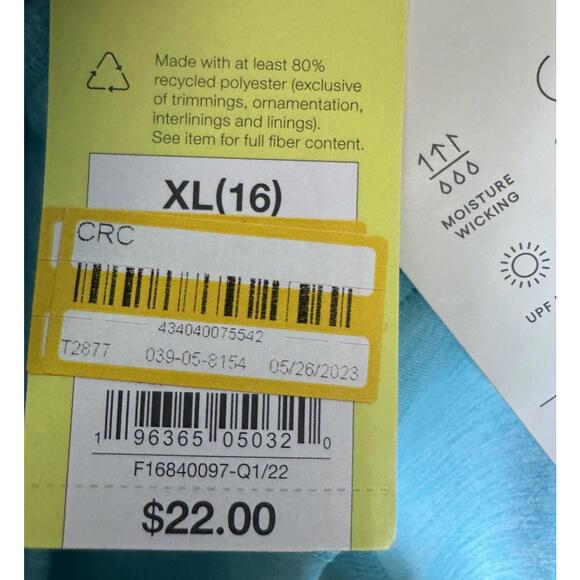 Made with at least 80%
recycled polyester (exclusive
of trimmings, ornamentation,
interlinings and linings).
See item for full fiber content.
XL(16)
CRC
434040075542
T2877 039-05-8154 05/26/2023
1 96365 05032 0
F16840097-Q1/22
$22.00
MOISTURE
WICKING
UPF